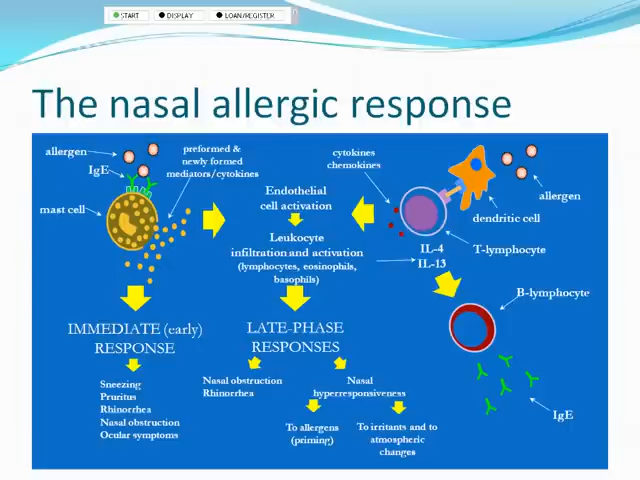 START
DISPLAY
LOAN/REGISTER
The nasal allergic response
allergen
IgE
mast cell
preformed &
newly formed
mediators/cytokines
IMMEDIATE (early)
RESPONSE
Sneezing
Pruritus
Rhinorrhea
Nasal obstruction
Ocular symptoms
Endothelial
cell activation
Leukocyte
infiltration and activation
(lymphocytes, eosinophils,
basophils)
LATE-PHASE
RESPONSES
Nasal obstruction
Rhinorrhea
Nasal
hyperresponsiveness
To allergens
(priming)
To irritants and to
atmospheric
changes
cytokines
chemokines
allergen
dendritic cell
T-lymphocyte
IL-4
IL-13
B-lymphocyte
IgE